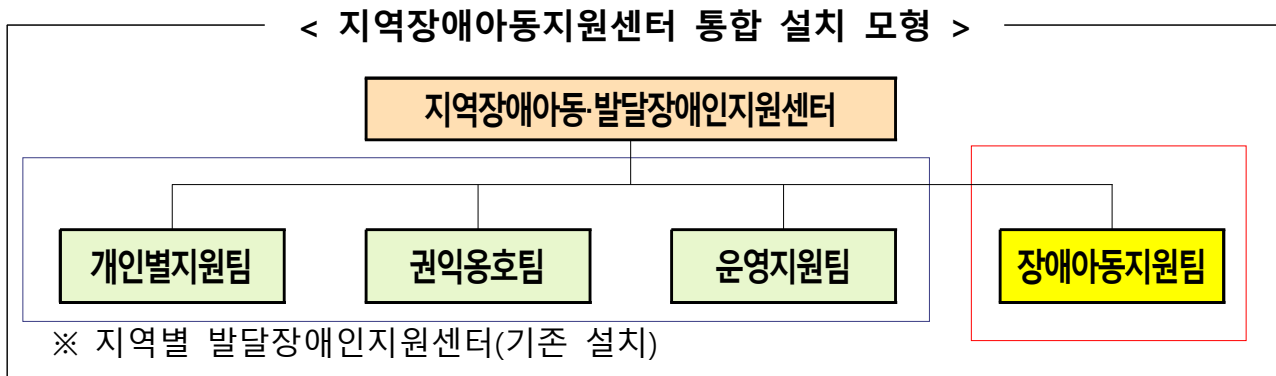 < 지역장애아동지원센터 통합 설치 모형 >
지역장애아동·발달장애인지원센터
개인별지원팀 권익옹호팀 운영지원팀 장애아동지원팀
※ 지역별 발달장애인지원센터(기존 설치)